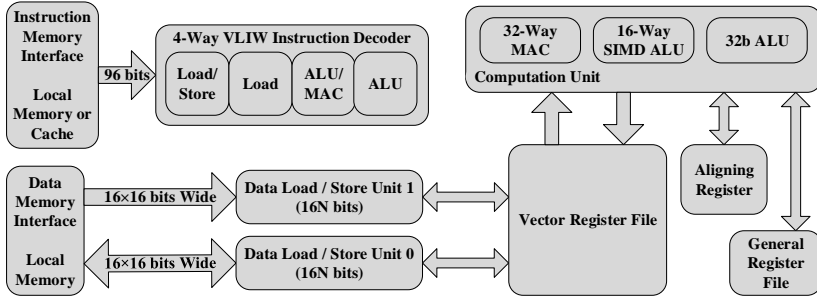 Instruction
Memory
Interface
Local
Memory or
Cache
96 bits
4-Way VLIW Instruction Decoder
Load/
Store
Load
ALU/
MAC
ALU
32-Way
MAC
16-Way
SIMD ALU
32b ALU
Computation Unit
Data
Memory
Interface
Local
Memory
16×16 bits Wide
Data Load / Store Unit 1
(16N bits)
16×16 bits Wide
Data Load / Store Unit 0
(16N bits)
Vector Register File
Aligning
Register
General
Register
File